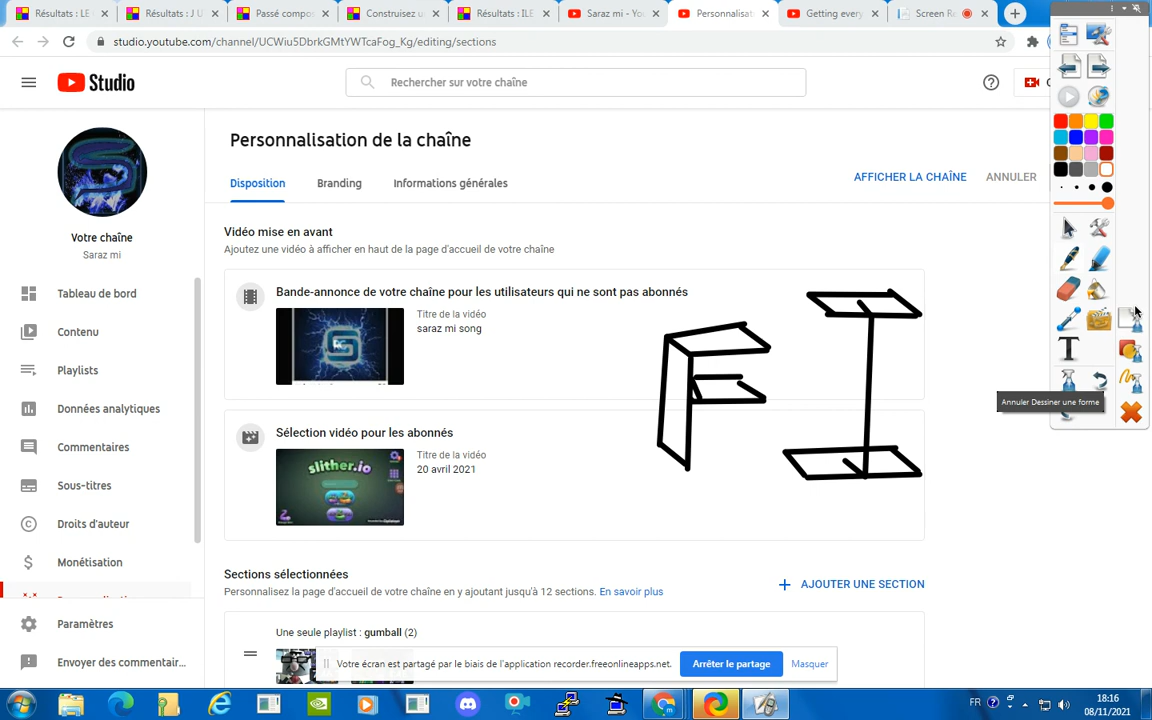 Résultats : LE
Résultats : J U
Passé compos
Construisez u
Résultats : ILE
Saraz mi - You
Personnalisat
Getting every
Screen Re
studio.youtube.com/channel/UCWiu5DbrkGMtYWTcaFog_Kg/editing/sections
Studio
Rechercher sur votre chaîne
Votre chaîne
Saraz mi
Tableau de bord
Contenu
Playlists
Données analytiques
Commentaires
Sous-titres
Droits d'auteur
Monétisation
Paramètres
Envoyer des commentair...
Personnalisation de la chaîne
Disposition
Branding
Informations générales
AFFICHER LA CHAÎNE
ANNULER
Vidéo mise en avant
Ajoutez une vidéo à afficher en haut de la page d'accueil de votre chaîne
Bande-annonce de votre chaîne pour les utilisateurs qui ne sont pas abonnés
Titre de la vidéo
saraz mi song
Sélection vidéo pour les abonnés
slither.io
Titre de la vidéo
20 avril 2021
F I
Annuler Dessiner une forme
T
Sections sélectionnées
Personnalisez la page d'accueil de votre chaîne en y ajoutant jusqu'à 12 sections. En savoir plus
AJOUTER UNE SECTION
Une seule playlist : gumball (2)
Votre écran est partagé par le biais de l'application recorder.freeonlineapps.net.
Arrêter le partage
Masquer
FR
18:16
08/11/2021